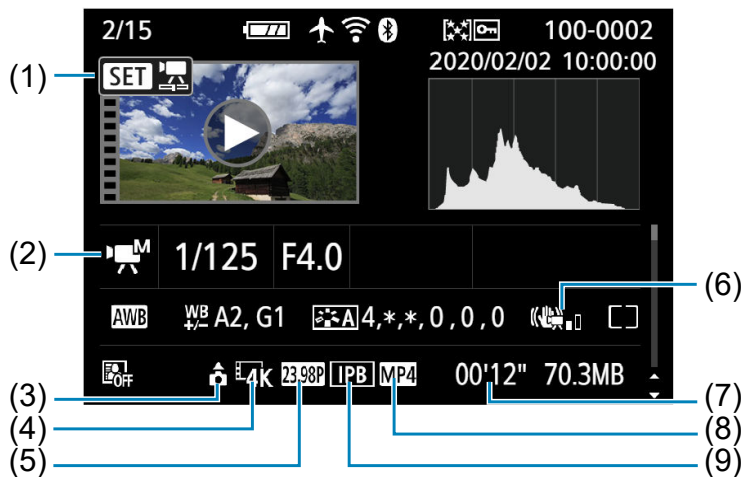 2/15 100-0002
2020/02/02 10:00:00
(1) SET
(2) M 1/125 F4.0
(6)
AWB WB +/- A2, G1 A 4,*,*,0,0,0
OFF 4K 23.98P IPB MP4 00'12" 70.3MB
(3) (7)
(4) (8)
(5) (9)